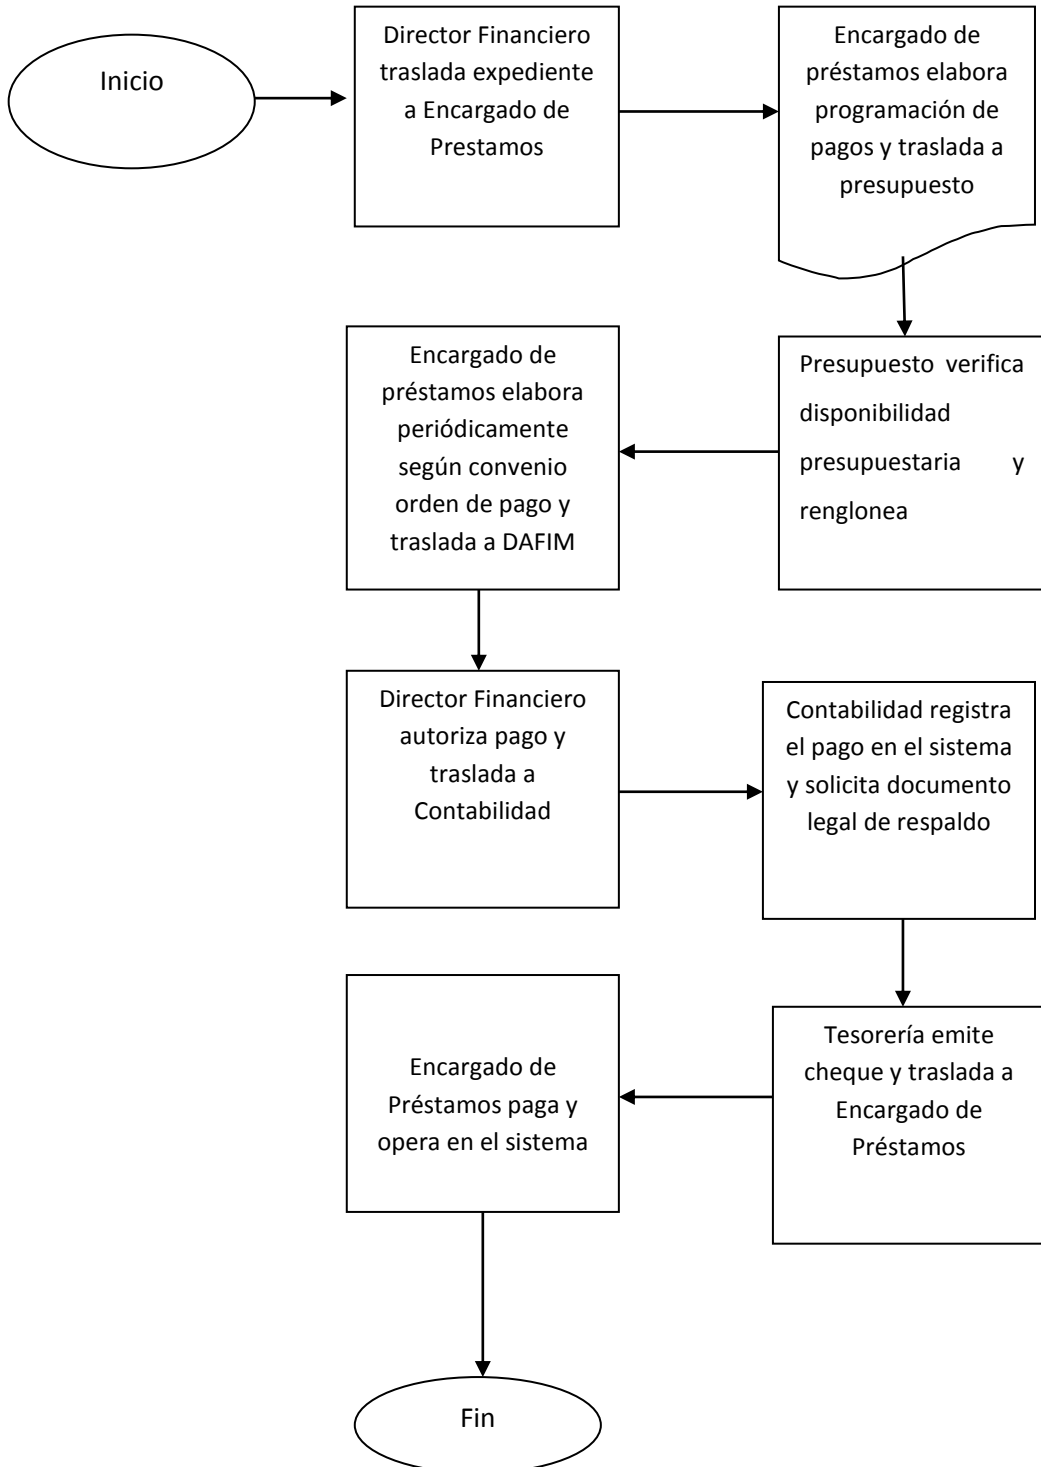 Inicio
Director Financiero
traslada expediente
a Encargado de
Prestamos
Encargado de
préstamos elabora
programación de
pagos y traslada a
presupuesto
Presupuesto verifica
disponibilidad
presupuestaria y
renglonea
Encargado de
préstamos elabora
periódicamente
según convenio
orden de pago y
traslada a DAFIM
Director Financiero
autoriza pago y
traslada a
Contabilidad
Contabilidad registra
el pago en el sistema
y solicita documento
legal de respaldo
Tesorería emite
cheque y traslada a
Encargado de
Préstamos
Encargado de
Préstamos paga y
opera en el sistema
Fin